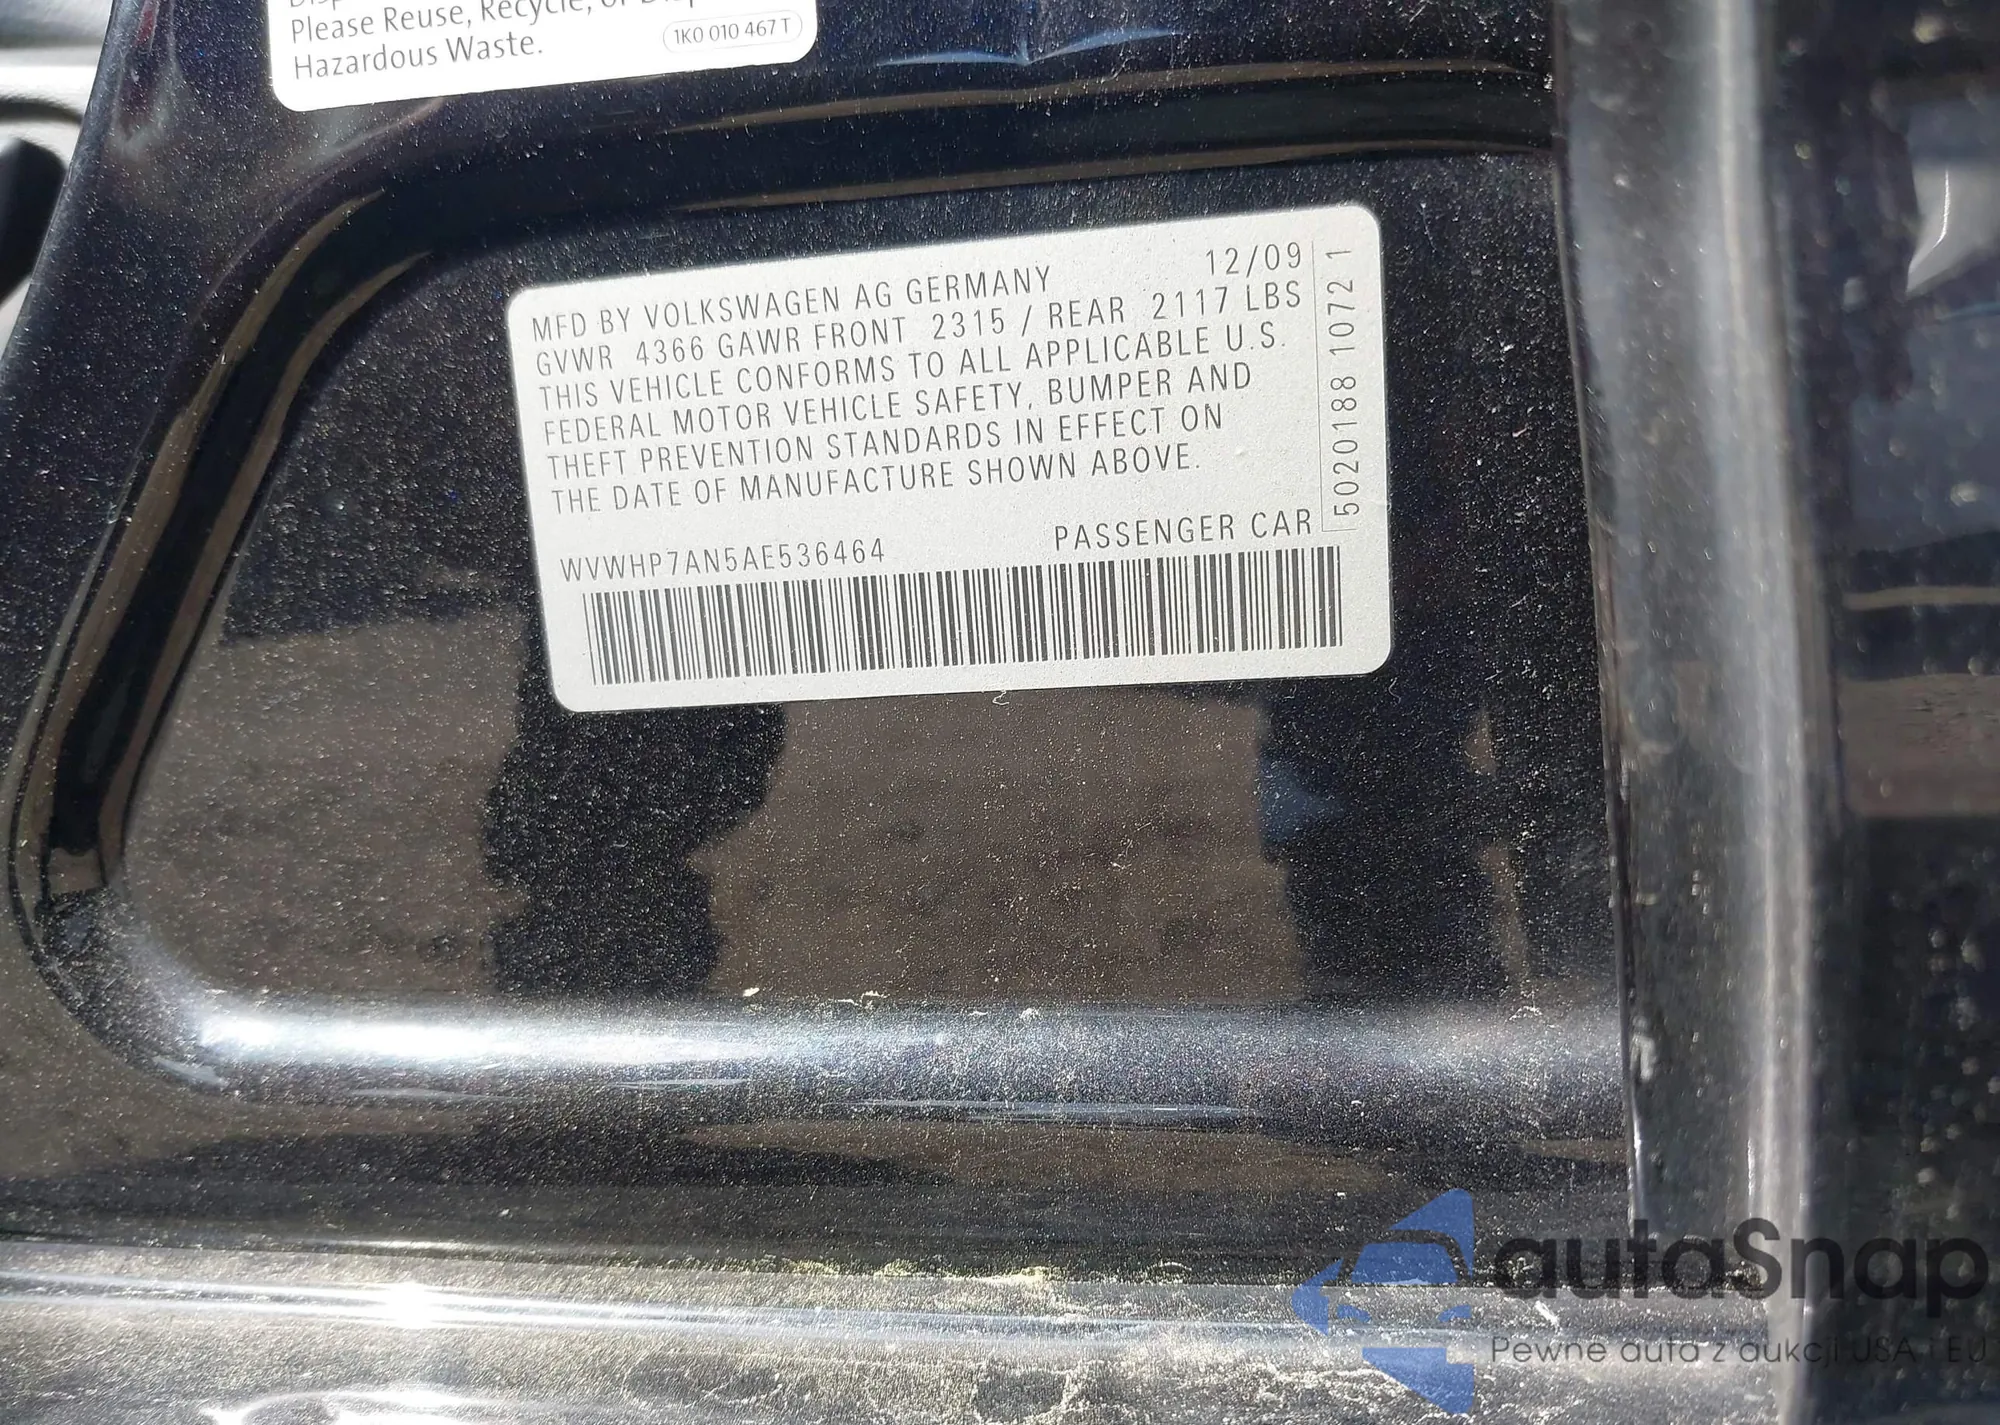 Please Reuse, Recycle, or
Hazardous Waste.
1K0 010 467 T
MFD BY VOLKSWAGEN AG GERMANY 12/09
GVWR 4366 GAWR FRONT 2315 / REAR 2117 LBS
THIS VEHICLE CONFORMS TO ALL APPLICABLE U.S.
FEDERAL MOTOR VEHICLE SAFETY, BUMPER AND
THEFT PREVENTION STANDARDS IN EFFECT ON
THE DATE OF MANUFACTURE SHOWN ABOVE.
WVWHP7AN5AE536464 PASSENGER CAR
5020188 1072 1
autaSnap
Pewne auta z aukcji USA i EU